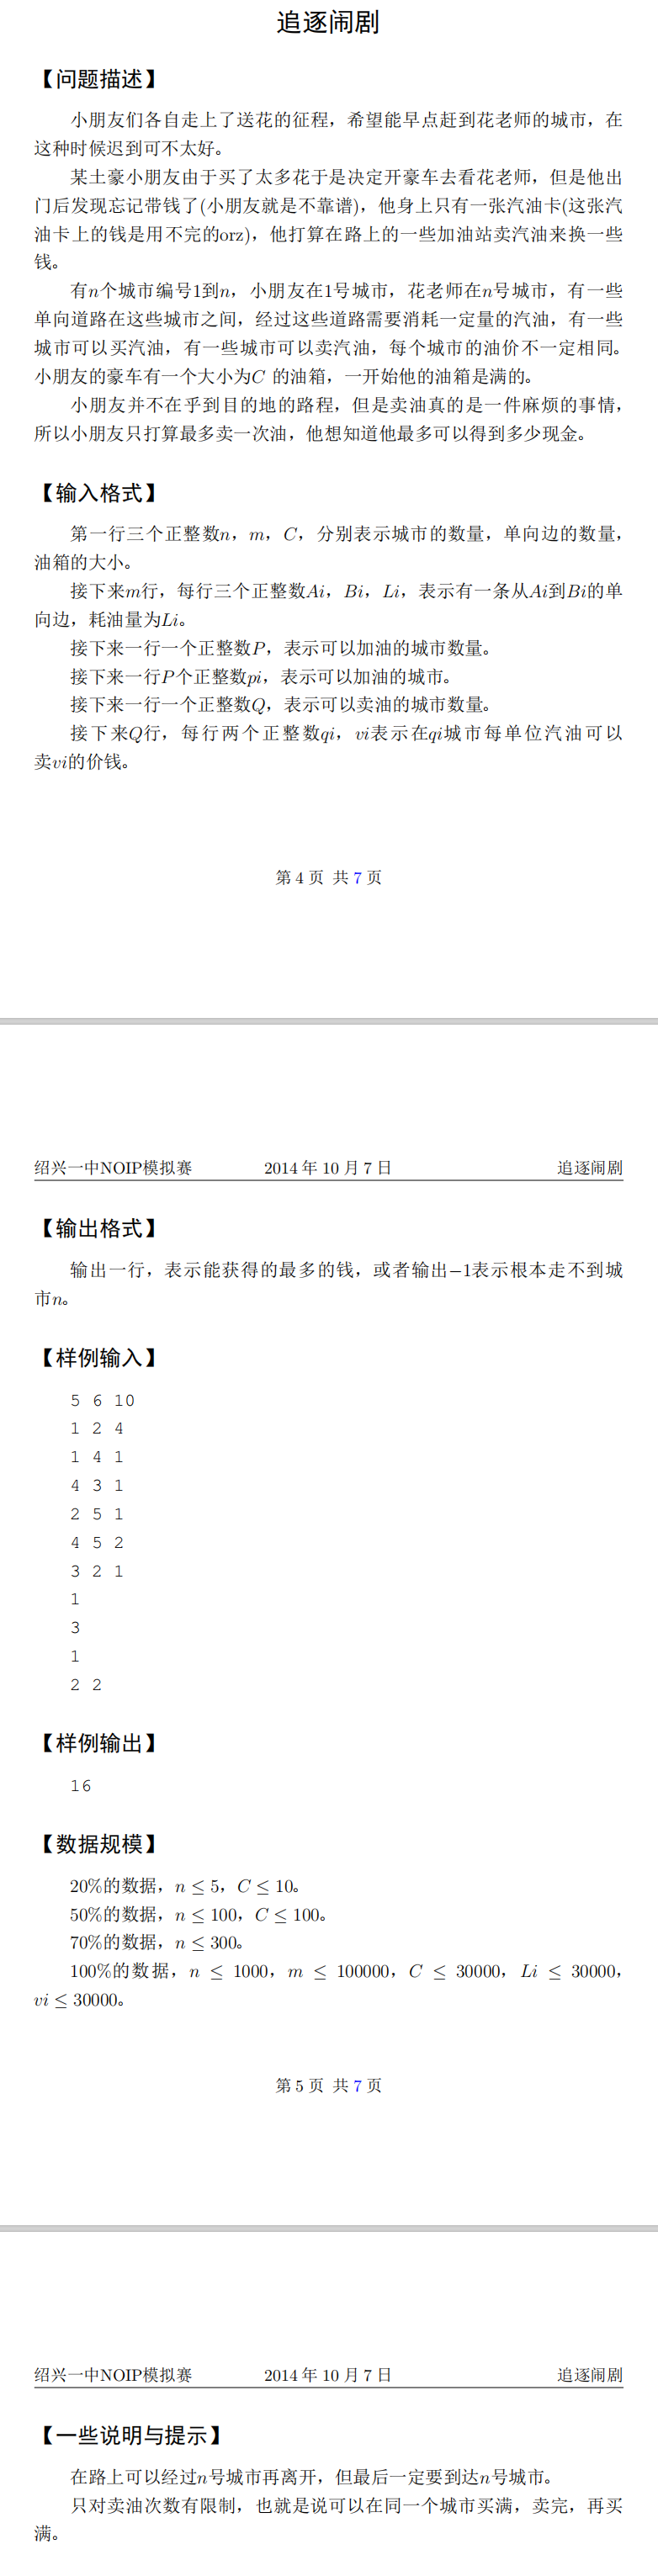 追逐闹剧
【问题描述】
小朋友们各自走上了送花的征程，希望能早点赶到花老师的城市，在
这种时候迟到可不太好。
某土豪小朋友由于买了太多花于是决定开豪车去看花老师，但是他出
门后发现忘记带钱了(小朋友就是不靠谱)，他身上只有一张汽油卡(这张汽
油卡上的钱是用不完的orz)，他打算在路上的一些加油站卖汽油来换一些
钱。
有n个城市编号1到n，小朋友在1号城市，花老师在n号城市，有一些
单向道路在这些城市之间，经过这些道路需要消耗一定量的汽油，有一些
城市可以买汽油，有一些城市可以卖汽油，每个城市的油价不一定相同。
小朋友的豪车有一个大小为C 的油箱，一开始他的油箱是满的。
小朋友并不在乎到目的地的路程，但是卖油真的是一件麻烦的事情，
所以小朋友只打算最多卖一次油，他想知道他最多可以得到多少现金。
【输入格式】
第一行三个正整数n，m，C，分别表示城市的数量，单向边的数量，
油箱的大小。
接下来m行，每行三个正整数Ai，Bi，Li，表示有一条从Ai到Bi的单
向边，耗油量为Li。
接下来一行一个正整数P，表示可以加油的城市数量。
接下来一行P个正整数pi，表示可以加油的城市。
接下来一行一个正整数Q，表示可以卖油的城市数量。
接下来Q行，每行两个正整数qi，vi表示在qi城市每单位汽油可以
卖vi的价钱。
第 4 页 共 7 页
绍兴一中NOIP模拟赛 2014 年 10 月 7 日 追逐闹剧
【输出格式】
输出一行，表示能获得的最多的钱，或者输出−1表示根本走不到城
市n。
【样例输入】
5 6 10
1 2 4
1 4 1
4 3 1
2 5 1
4 5 2
3 2 1
1
3
1
2 2
【样例输出】
16
【数据规模】
20%的数据，n ≤ 5，C ≤ 10。
50%的数据，n ≤ 100，C ≤ 100。
70%的数据，n ≤ 300。
100%的数据，n ≤ 1000，m ≤ 100000，C ≤ 30000，Li ≤ 30000，
vi ≤ 30000。
第 5 页 共 7 页
绍兴一中NOIP模拟赛 2014 年 10 月 7 日 追逐闹剧
【一些说明与提示】
在路上可以经过n号城市再离开，但最后一定要到达n号城市。
只对卖油次数有限制，也就是说可以在同一个城市买满，卖完，再买
满。